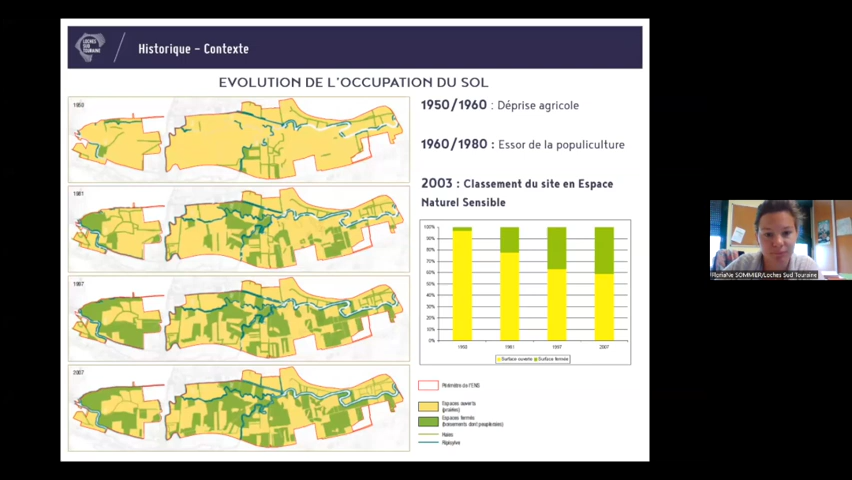 LOCHES
SUD
TOURAINE
Historique – Contexte
EVOLUTION DE L'OCCUPATION DU SOL
1950
1981
1997
2007
1950/1960 : Déprise agricole
1960/1980 : Essor de la populiculture
2003 : Classement du site en Espace
Naturel Sensible
100%
90%
80%
70%
60%
50%
40%
30%
20%
10%
0%
1950 1981 1997 2007
Surface ouverte Surface fermée
Périmètre de l'ENS
Espaces ouverts
(prairies)
Espaces fermés
(boisements dont peupleraies)
Haies
Ripisylve
SOMMIER/Loches Sud Touraine